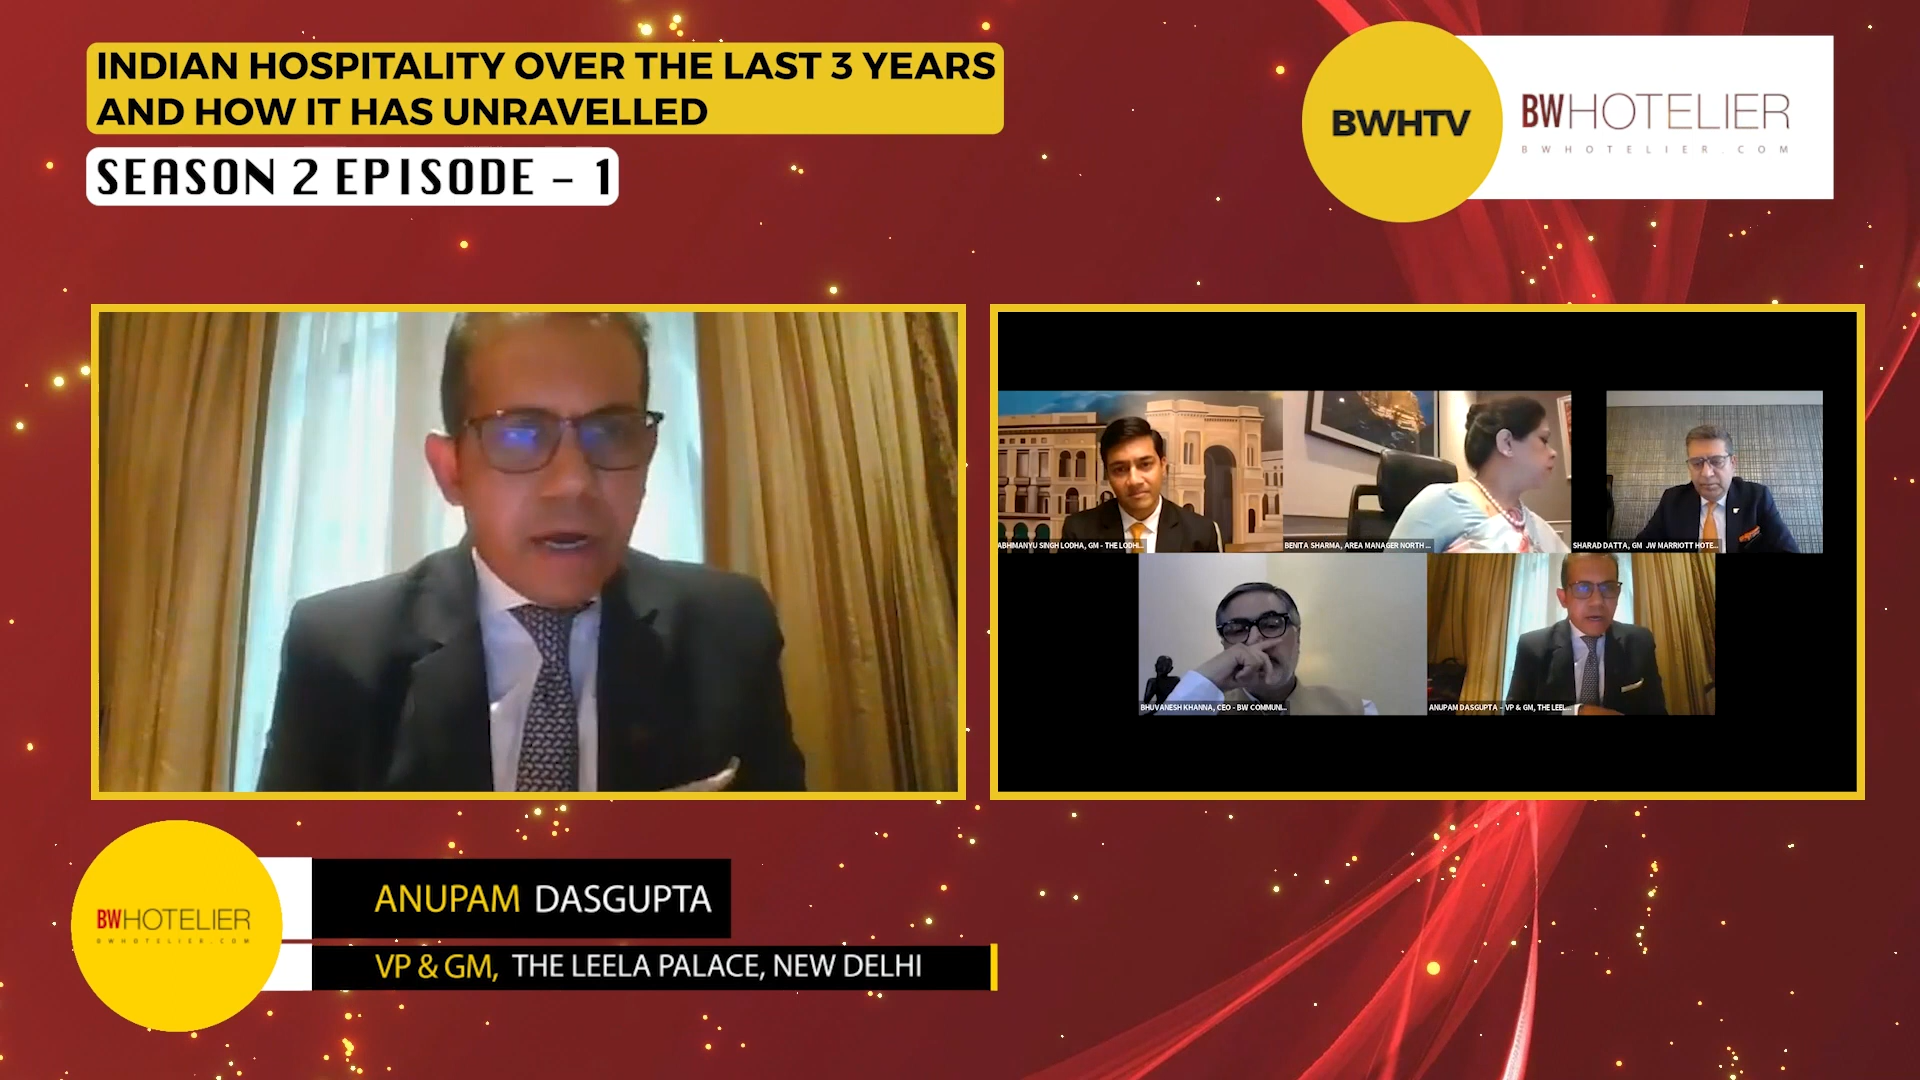 INDIAN HOSPITALITY OVER THE LAST 3 YEARS
AND HOW IT HAS UNRAVELLED
SEASON 2 EPISODE - 1
BWHTV
BWHOTELIER
BWHOTELIER.COM
ABHIMANYU SINGH LODHA, GM - THE LODHI...
BENITA SHARMA, AREA MANAGER NORTH ...
SHARAD DATTA, GM JW MARRIOTT HOTE...
BHUVANESH KHANNA, CEO - BW COMMUNI...
ANUPAM DASGUPTA - VP & GM, THE LEEL...
BWHOTELIER
BWHOTELIER.COM
ANUPAM DASGUPTA
VP & GM, THE LEELA PALACE, NEW DELHI